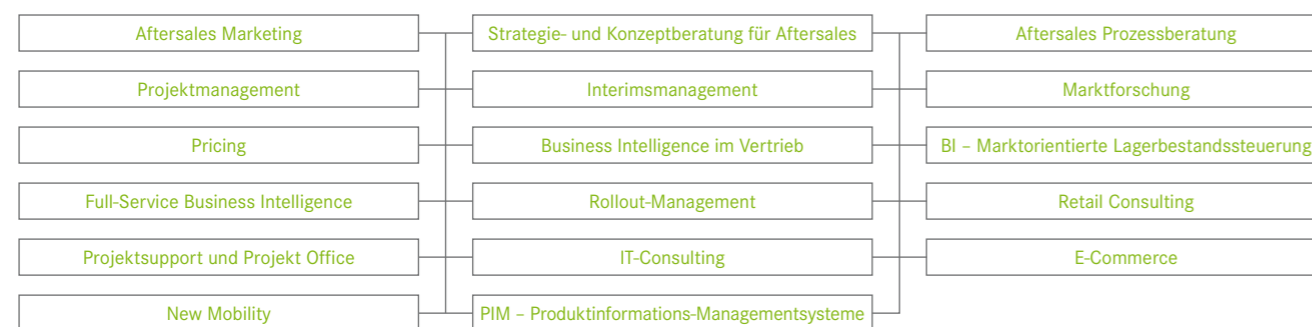 Aftersales Marketing
Strategie- und Konzeptberatung für Aftersales
Aftersales Prozessberatung
Projektmanagement
Interimsmanagement
Marktforschung
Pricing
Business Intelligence im Vertrieb
BI – Marktorientierte Lagerbestandssteuerung
Full-Service Business Intelligence
Rollout-Management
Retail Consulting
Projektsupport und Projekt Office
IT-Consulting
E-Commerce
New Mobility
PIM – Produktinformations-Managementsysteme